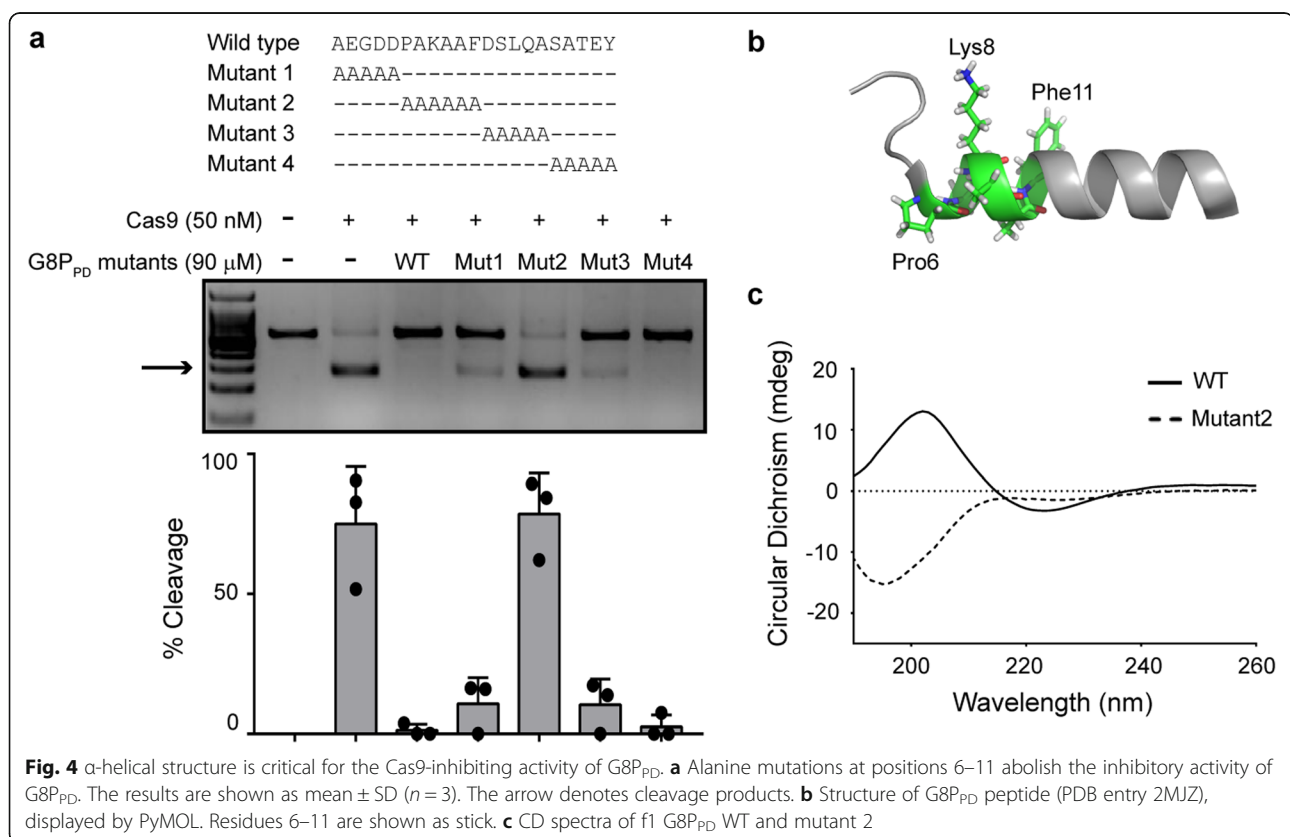 a
Wild type AEGDDPAKAAFDSLQASATEY
Mutant 1 AAAAA----------------
Mutant 2 -----AAAAAA----------
Mutant 3 -----------AAAAA-----
Mutant 4 ----------------AAAAA
Cas9 (50 nM) – + + + + + +
G8P_PD mutants (90 μM) – – WT Mut1 Mut2 Mut3 Mut4
100
50
0
% Cleavage
b
Lys8
Phe11
Pro6
c
WT
Mutant2
20
10
0
-10
-20
Circular Dichroism (mdeg)
200 220 240 260
Wavelength (nm)
Fig. 4 α-helical structure is critical for the Cas9-inhibiting activity of G8P_PD. a Alanine mutations at positions 6–11 abolish the inhibitory activity of
G8P_PD. The results are shown as mean ± SD (n = 3). The arrow denotes cleavage products. b Structure of G8P_PD peptide (PDB entry 2MJZ),
displayed by PyMOL. Residues 6–11 are shown as stick. c CD spectra of f1 G8P_PD WT and mutant 2